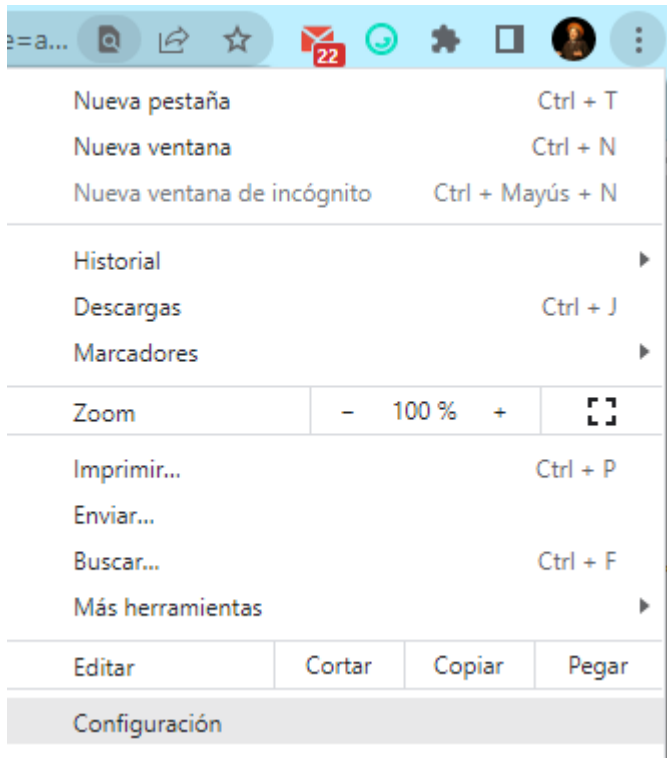 e=a...
22
Nueva pestaña Ctrl + T
Nueva ventana Ctrl + N
Nueva ventana de incógnito Ctrl + Mayús + N
Historial
Descargas Ctrl + J
Marcadores
Zoom - 100 % +
Imprimir... Ctrl + P
Enviar...
Buscar... Ctrl + F
Más herramientas
Editar Cortar Copiar Pegar
Configuración